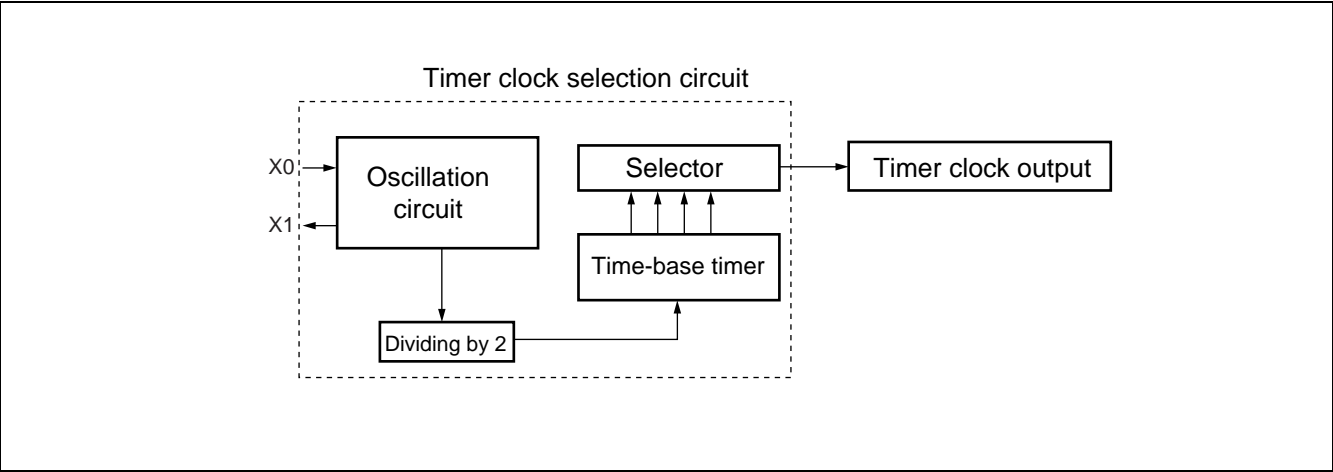 Timer clock selection circuit
X0
X1
Oscillation
circuit
Selector
Timer clock output
Time-base timer
Dividing by 2